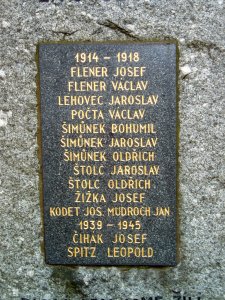 1914 - 1918
FLENER JOSEF
FLENER VÁCLAV
LEHOVEC JAROSLAV
POČTA VÁCLAV
ŠIMŮNEK BOHUMIL
ŠIMŮNEK JAROSLAV
ŠIMŮNEK OLDŘICH
ŠTOLC JAROSLAV
ŠTOLC OLDŘICH
ŽIŽKA JOSEF
KODET JOS. MUDROCH JAN
1939 - 1945
ČIHAK JOSEF
SPITZ LEOPOLD